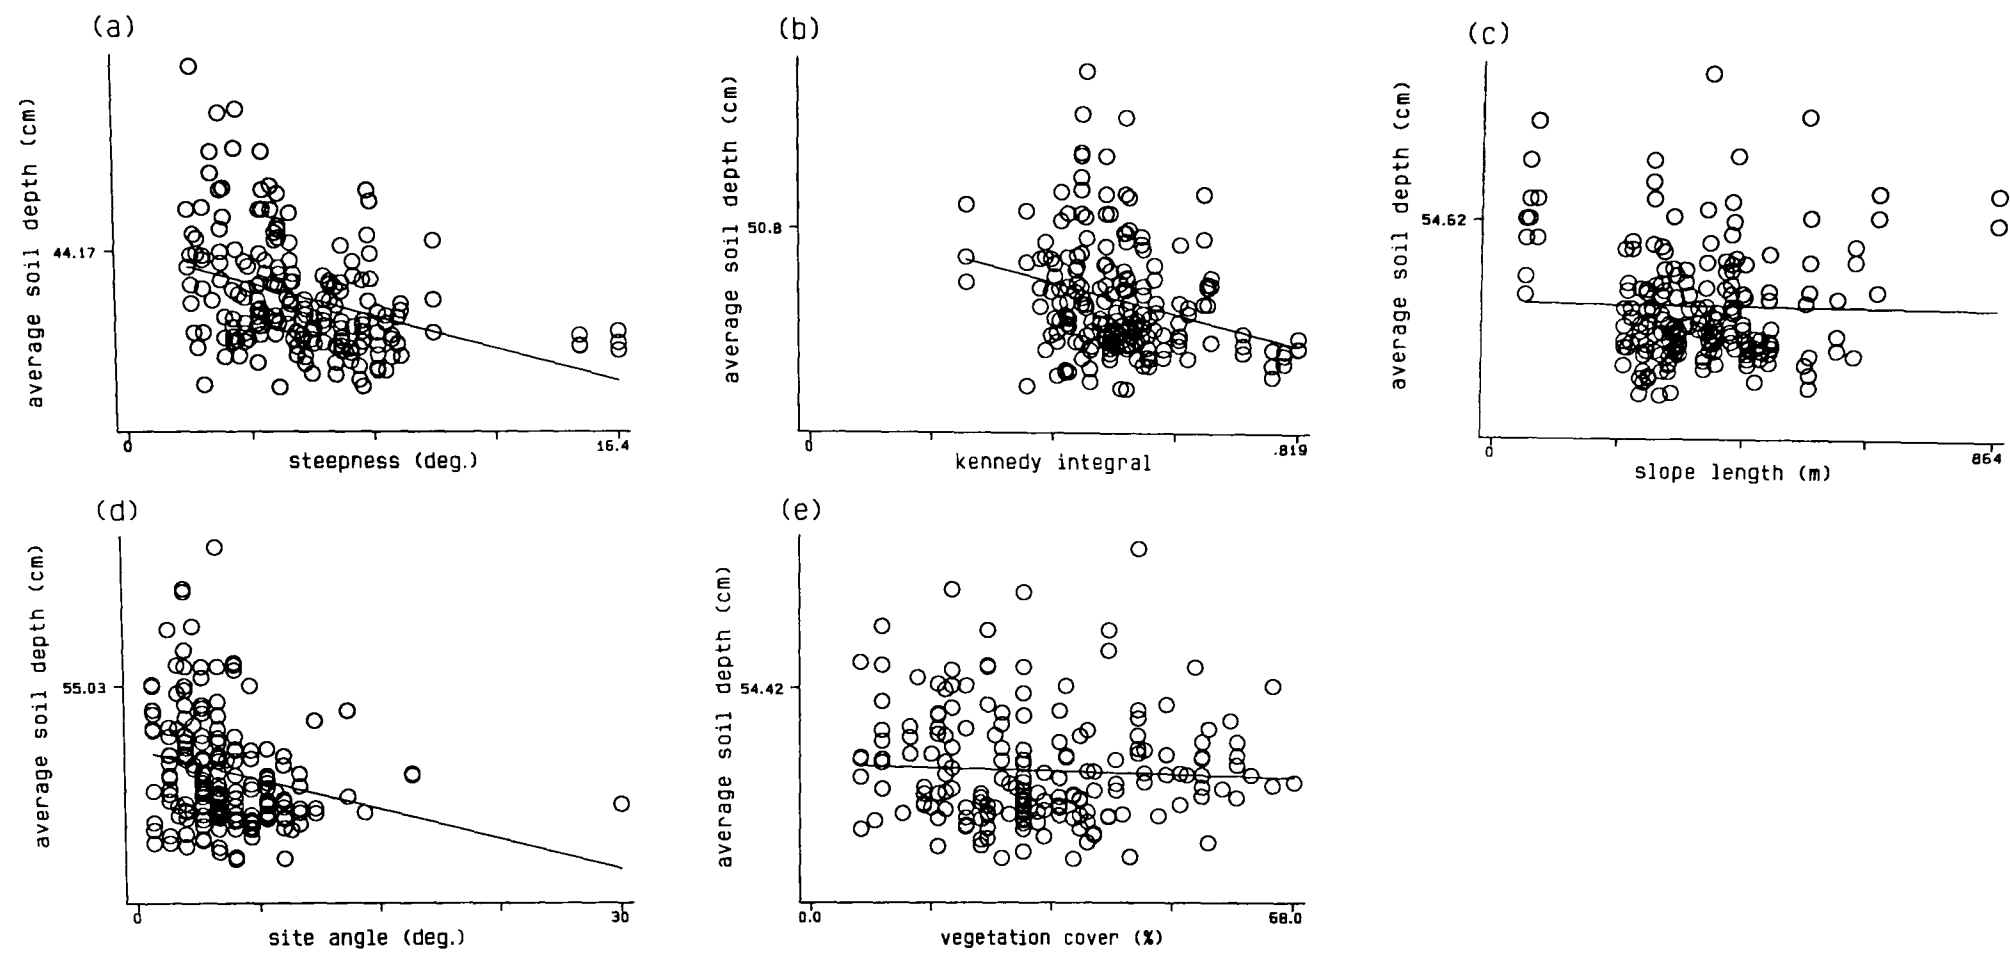 (a)
average soil depth (cm)
44.17
0
16.4
steepness (deg.)
(b)
average soil depth (cm)
50.8
0
.819
kennedy integral
(c)
average soil depth (cm)
54.62
0
864
slope length (m)
(d)
average soil depth (cm)
55.03
0
30
site angle (deg.)
(e)
average soil depth (cm)
54.42
0.0
68.0
vegetation cover (%)